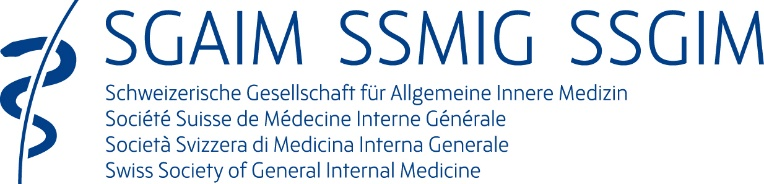 SGAIM SSMIG SSGIM
Schweizerische Gesellschaft für Allgemeine Innere Medizin
Société Suisse de Médecine Interne Générale
Società Svizzera di Medicina Interna Generale
Swiss Society of General Internal Medicine